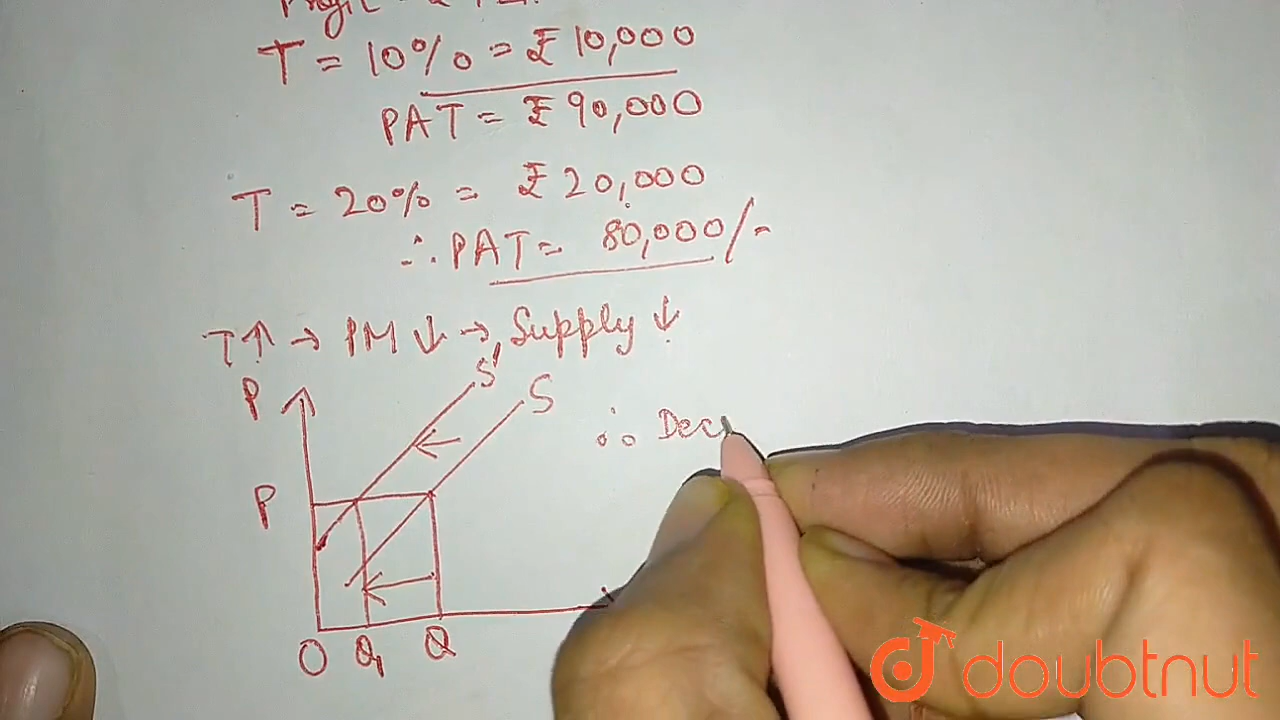 T = 10% = ₹ 10,000
PAT = ₹ 90,000
T = 20% = ₹ 20,000
∴ PAT = 80,000/-
T↑ → PM ↓ → Supply ↓
P
S'
S
∴ Dec
P
O Q₁ Q
doubtnut